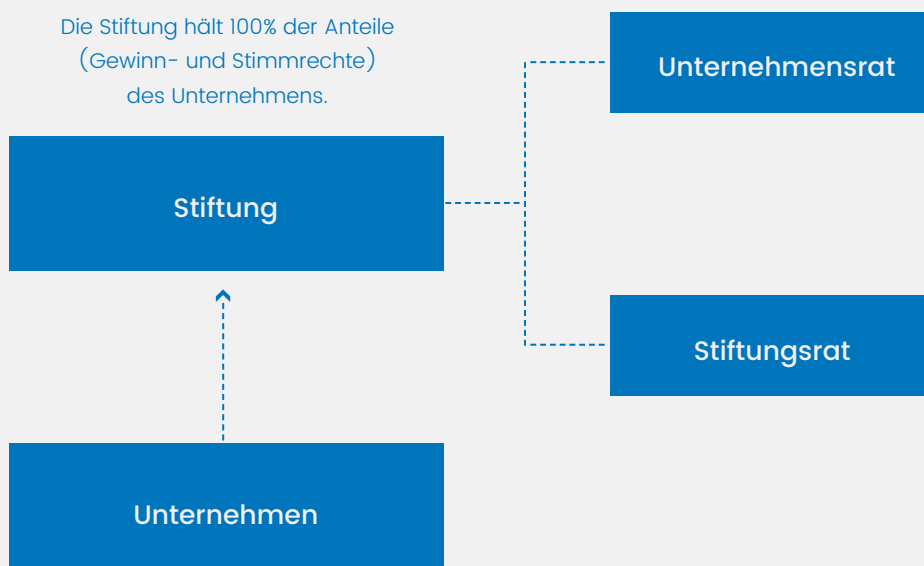 Die Stiftung hält 100% der Anteile
(Gewinn- und Stimmrechte)
des Unternehmens.
Unternehmensrat
Stiftung
Stiftungsrat
Unternehmen